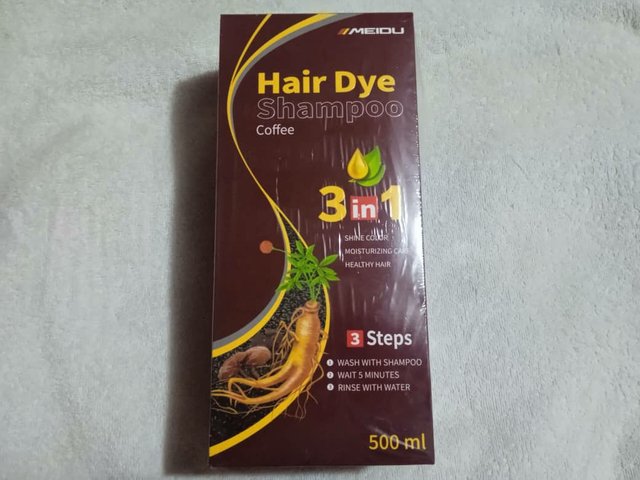 MEIDU
Hair Dye
Shampoo
Coffee
3 in 1
SHINE COLOR
MOISTURIZING CARE
HEALTHY HAIR
3 Steps
1 WASH WITH SHAMPOO
2 WAIT 5 MINUTES
3 RINSE WITH WATER
500 ml